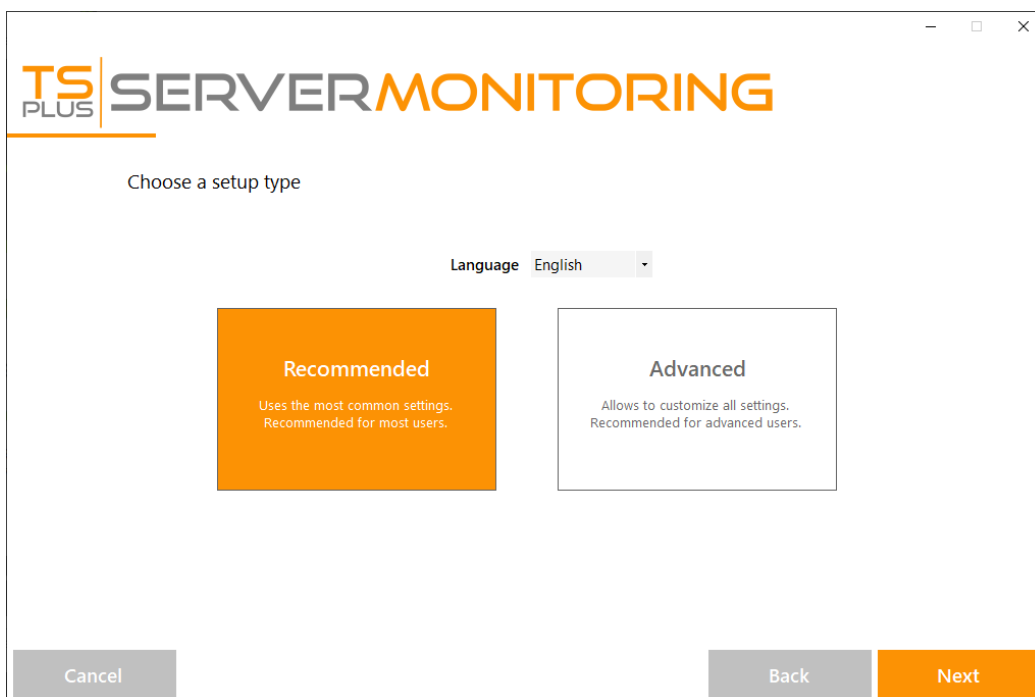 TS PLUS SERVERMONITORING
Choose a setup type
Language English
Recommended
Uses the most common settings.
Recommended for most users.
Advanced
Allows to customize all settings.
Recommended for advanced users.
Cancel
Back
Next